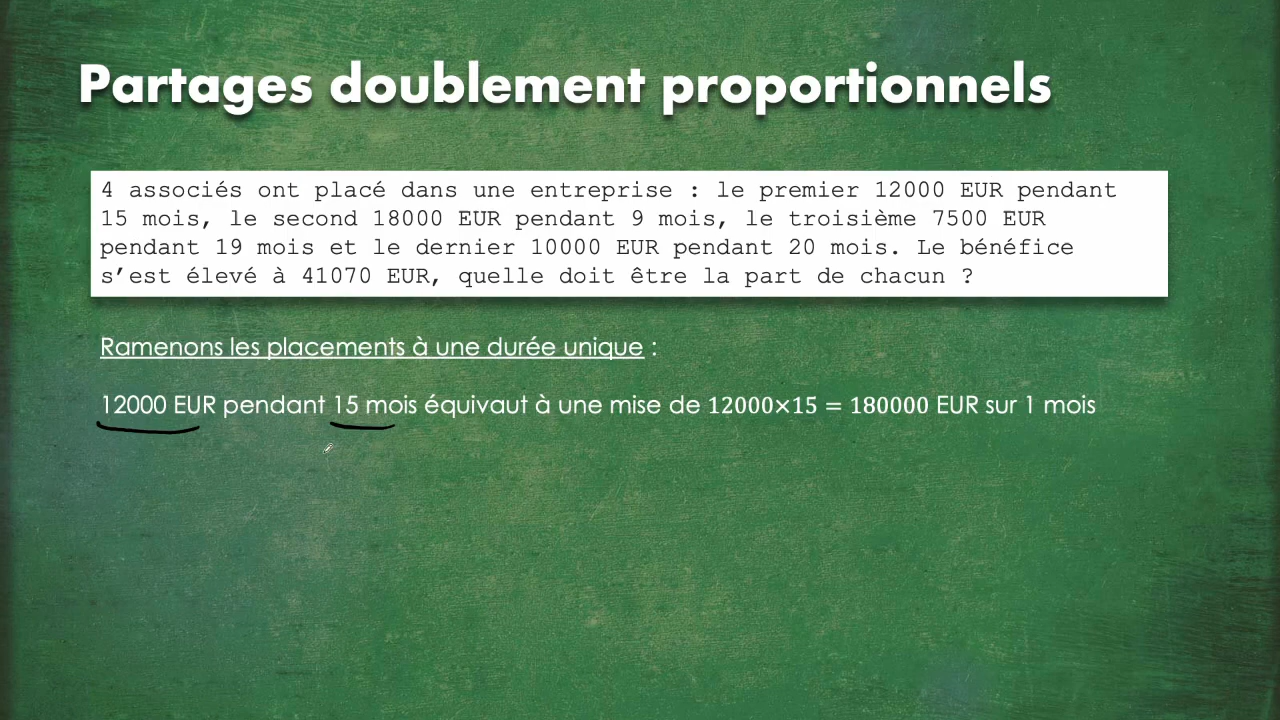 Partages doublement proportionnels
4 associés ont placé dans une entreprise : le premier 12000 EUR pendant
15 mois, le second 18000 EUR pendant 9 mois, le troisième 7500 EUR
pendant 19 mois et le dernier 10000 EUR pendant 20 mois. Le bénéfice
s’est élevé à 41070 EUR, quelle doit être la part de chacun ?
Ramenons les placements à une durée unique :
12000 EUR pendant 15 mois équivaut à une mise de 12000×15 = 180000 EUR sur 1 mois